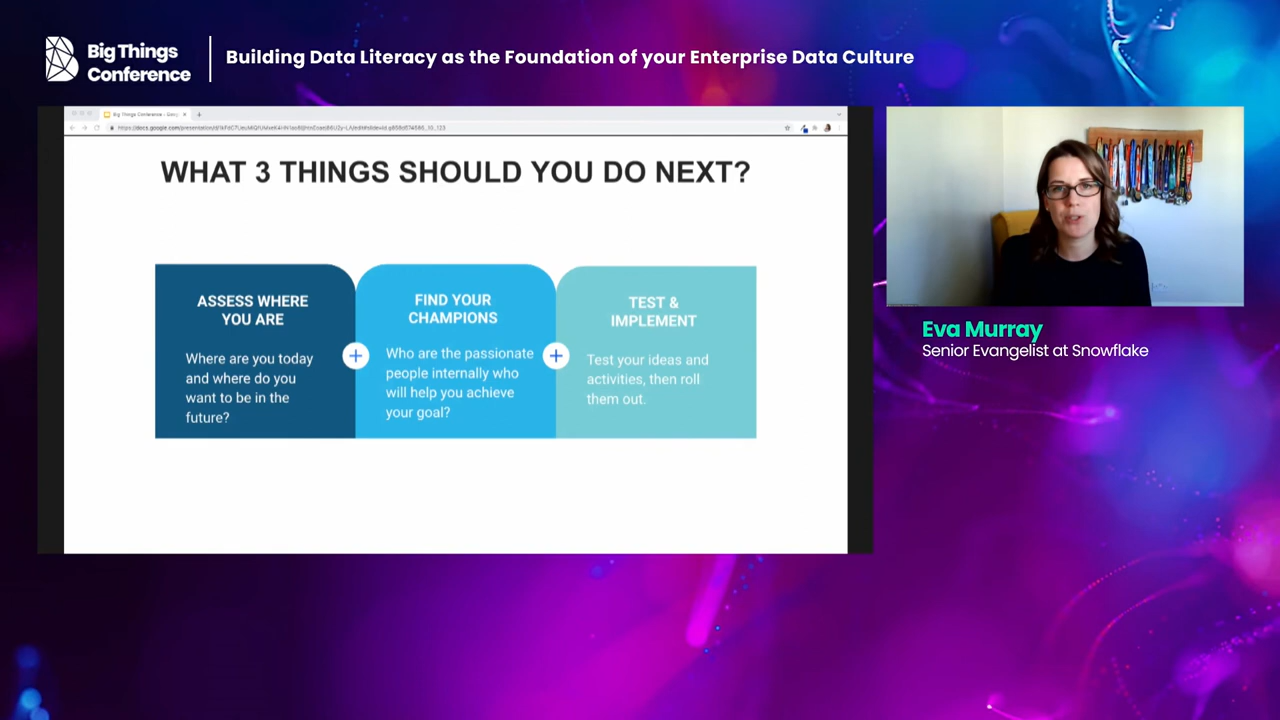 Big Things
Conference
Building Data Literacy as the Foundation of your Enterprise Data Culture
WHAT 3 THINGS SHOULD YOU DO NEXT?
ASSESS WHERE
YOU ARE
Where are you today
and where do you
want to be in the
future?
FIND YOUR
CHAMPIONS
Who are the passionate
people internally who
will help you achieve
your goal?
TEST &
IMPLEMENT
Test your ideas and
activities, then roll
them out.
Eva Murray
Senior Evangelist at Snowflake